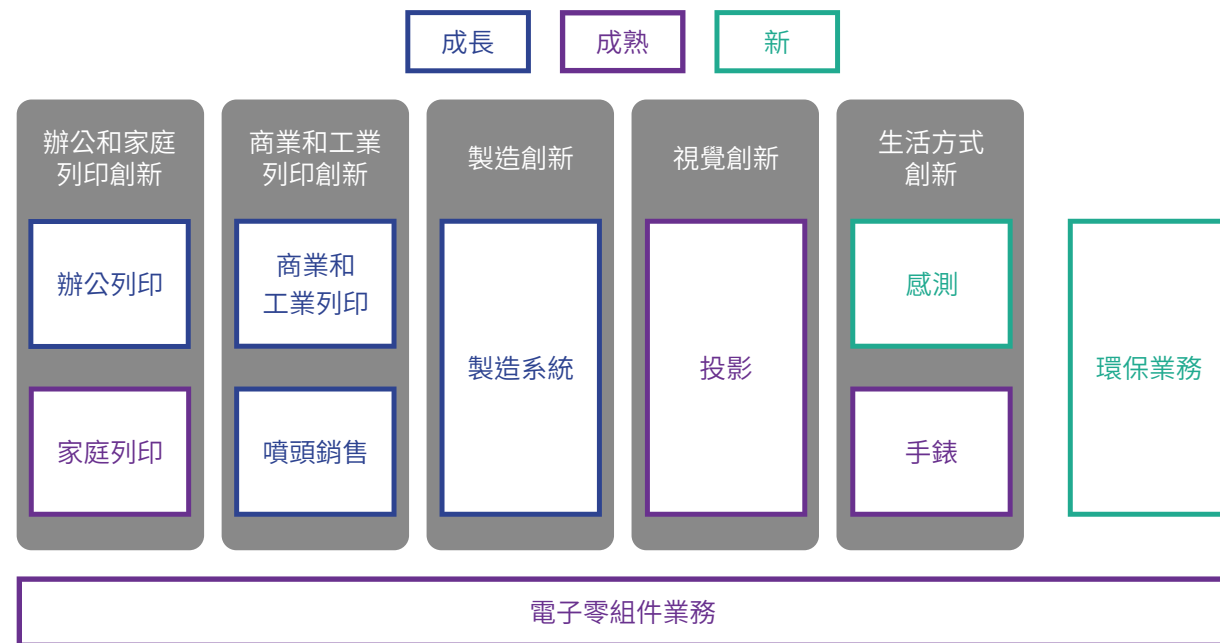 成長
成熟
新
辦公和家庭
列印創新
商業和工業
列印創新
製造創新
視覺創新
生活方式
創新
辦公列印
商業和
工業列印
製造系統
投影
感測
環保業務
家庭列印
噴頭銷售
手錶
電子零組件業務